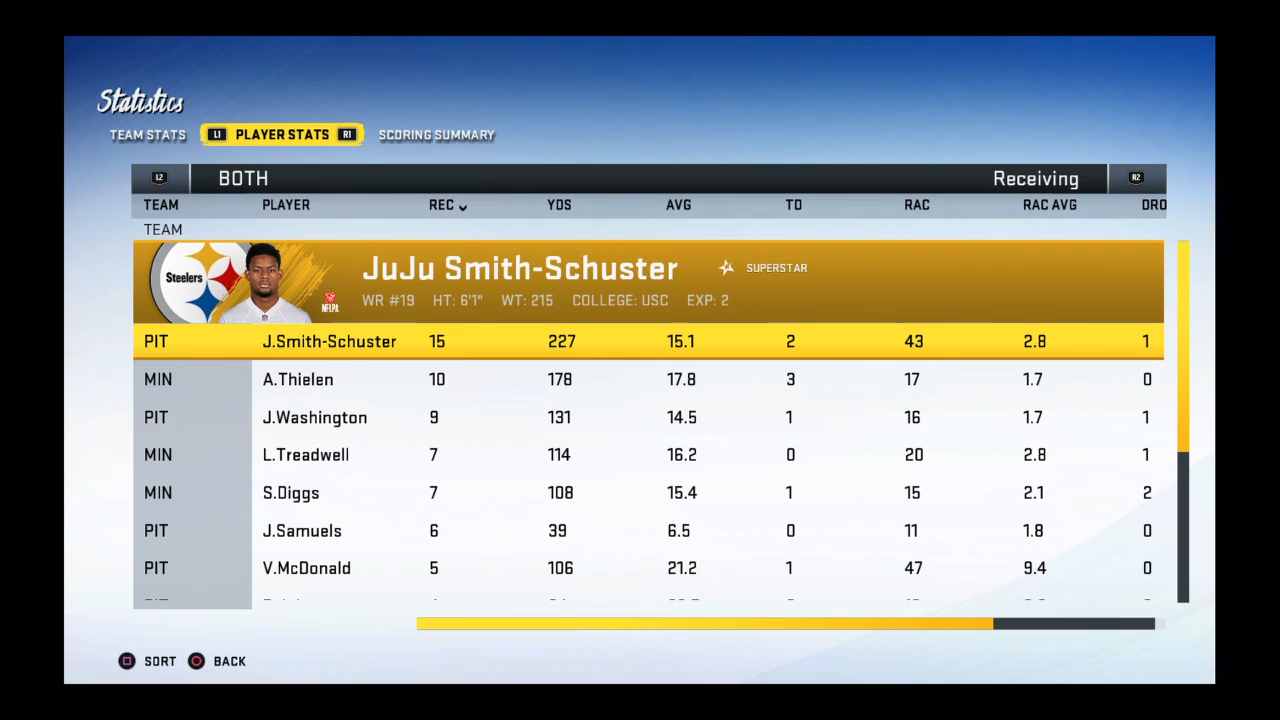 Statistics
TEAM STATS L1 PLAYER STATS R1 SCORING SUMMARY
L2 BOTH Receiving R2
TEAM PLAYER REC YDS AVG TD RAC RAC AVG DRO
TEAM
Steelers
JuJu Smith-Schuster SUPERSTAR
NFLPA WR #19 HT: 6'1" WT: 215 COLLEGE: USC EXP: 2
PIT J.Smith-Schuster 15 227 15.1 2 43 2.8 1
MIN A.Thielen 10 178 17.8 3 17 1.7 0
PIT J.Washington 9 131 14.5 1 16 1.7 1
MIN L.Treadwell 7 114 16.2 0 20 2.8 1
MIN S.Diggs 7 108 15.4 1 15 2.1 2
PIT J.Samuels 6 39 6.5 0 11 1.8 0
PIT V.McDonald 5 106 21.2 1 47 9.4 0
SORT BACK